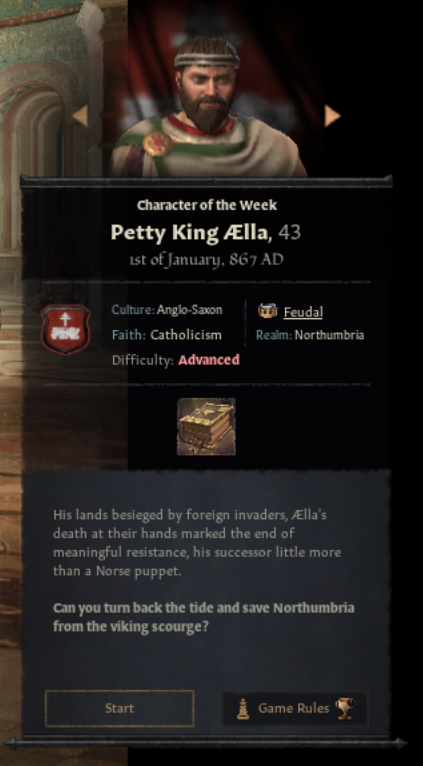 Character of the Week
Petty King Ælla, 43
1st of January, 867 AD
Culture: Anglo-Saxon
Feudal
Faith: Catholicism
Realm: Northumbria
Difficulty: Advanced
His lands besieged by foreign invaders, Ælla's
death at their hands marked the end of
meaningful resistance, his successor little more
than a Norse puppet.
Can you turn back the tide and save Northumbria
from the viking scourge?
Start
Game Rules